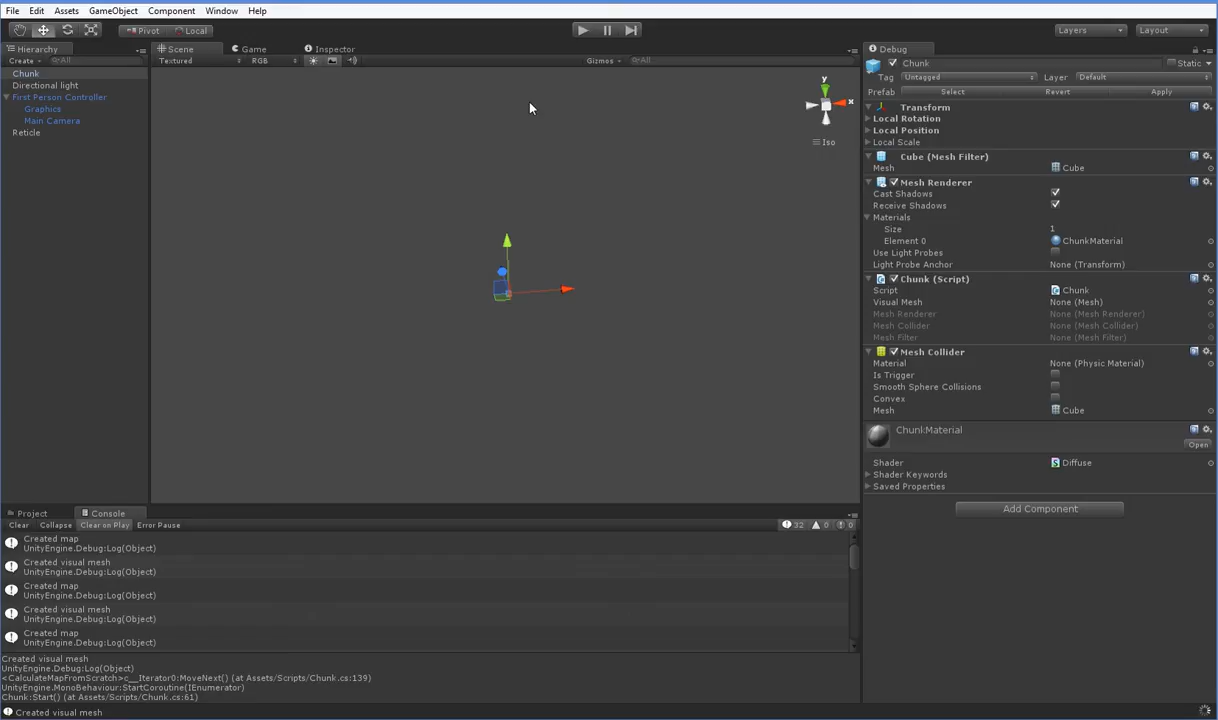 File Edit Assets GameObject Component Window Help
Pivot Local Layers Layout
Hierarchy
Create All
Chunk
Directional light
First Person Controller
Graphics
Main Camera
Reticle
Scene Game Inspector
Textured RGB Gizmos All
y
x
Iso
Debug
Chunk Static
Tag Untagged Layer Default
Prefab Select Revert Apply
Transform
Local Rotation
Local Position
Local Scale
Cube (Mesh Filter)
Mesh Cube
Mesh Renderer
Cast Shadows
Receive Shadows
Materials
Size 1
Element 0 ChunkMaterial
Use Light Probes
Light Probe Anchor None (Transform)
Chunk (Script)
Script Chunk
Visual Mesh None (Mesh)
Mesh Renderer None (Mesh Renderer)
Mesh Collider None (Mesh Collider)
Mesh Filter None (Mesh Filter)
Mesh Collider
Material None (Physic Material)
Is Trigger
Smooth Sphere Collisions
Convex
Mesh Cube
ChunkMaterial
Open
Shader Diffuse
Shader Keywords
Saved Properties
Add Component
Project Console
Clear Collapse Clear on Play Error Pause 32 0 0
Created map
UnityEngine.Debug:Log(Object)
Created visual mesh
UnityEngine.Debug:Log(Object)
Created map
UnityEngine.Debug:Log(Object)
Created visual mesh
UnityEngine.Debug:Log(Object)
Created map
UnityEngine.Debug:Log(Object)
Created visual mesh
UnityEngine.Debug:Log(Object)
<CalculateMapFromScratch>c__Iterator0:MoveNext() (at Assets/Scripts/Chunk.cs:139)
UnityEngine.MonoBehaviour:StartCoroutine(IEnumerator)
Chunk:Start() (at Assets/Scripts/Chunk.cs:61)
Created visual mesh